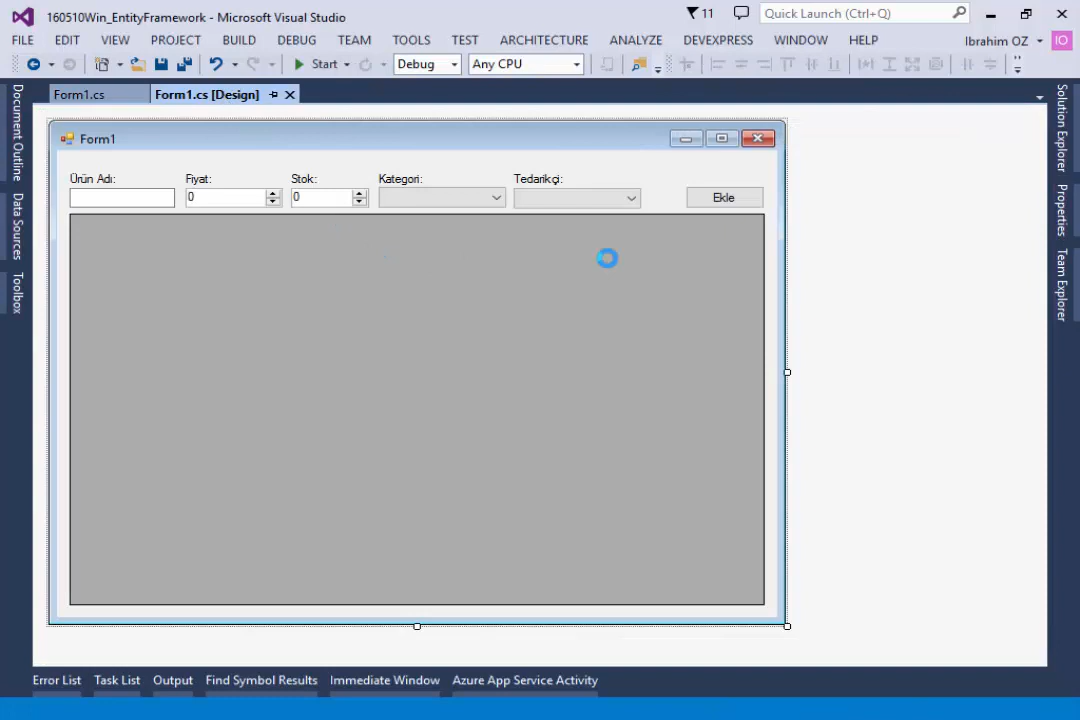 160510Win_EntityFramework - Microsoft Visual Studio
11
Quick Launch (Ctrl+Q)
FILE EDIT VIEW PROJECT BUILD DEBUG TEAM TOOLS TEST ARCHITECTURE ANALYZE DEVEXPRESS WINDOW HELP
Ibrahim OZ
IO
Start
Debug
Any CPU
Form1.cs
Form1.cs [Design]
Document Outline
Data Sources
Toolbox
Form1
Ürün Adı: Fiyat: Stok: Kategori: Tedarikçi:
0 0 Ekle
Solution Explorer
Properties
Team Explorer
Error List Task List Output Find Symbol Results Immediate Window Azure App Service Activity